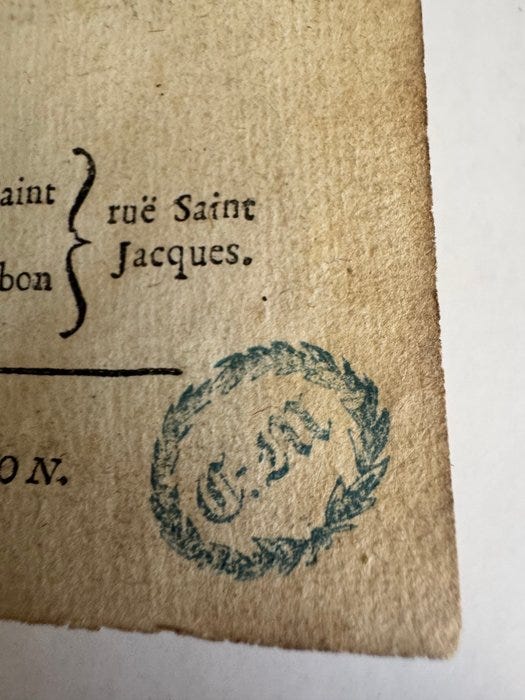 aint
bon
ruë Saint
Jacques.
ON.
G. M